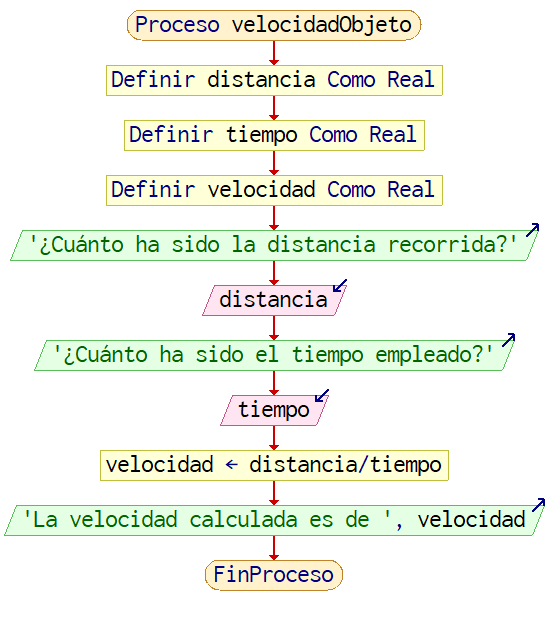 Proceso velocidadObjeto
Definir distancia Como Real
Definir tiempo Como Real
Definir velocidad Como Real
'¿Cuánto ha sido la distancia recorrida?'
distancia
'¿Cuánto ha sido el tiempo empleado?'
tiempo
velocidad ← distancia/tiempo
'La velocidad calculada es de ', velocidad
FinProceso